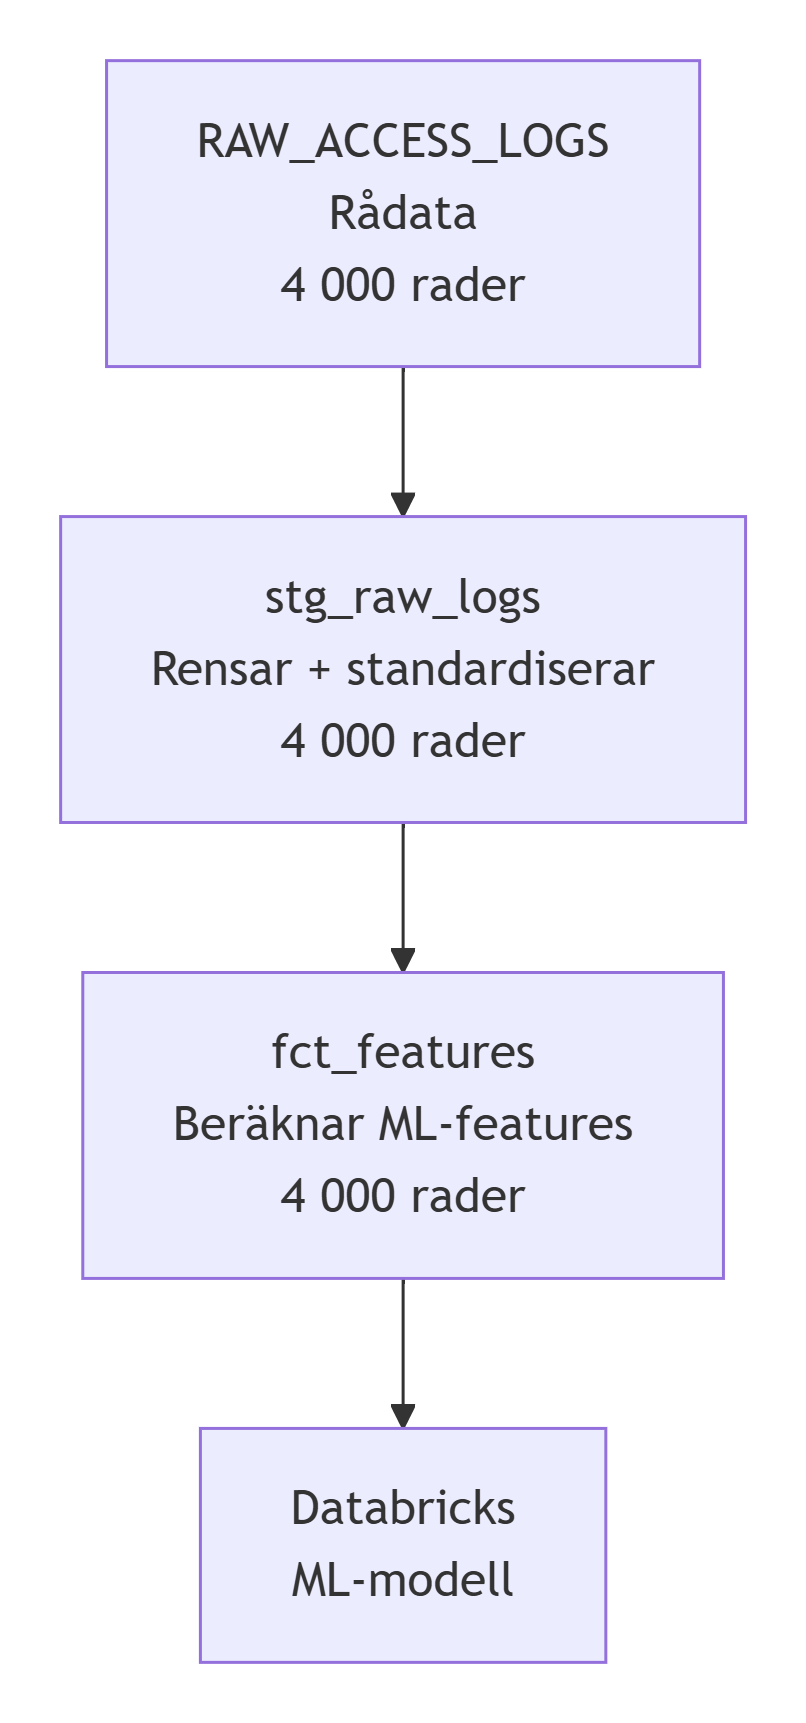 RAW_ACCESS_LOGS
Rådata
4 000 rader
stg_raw_logs
Rensar + standardiserar
4 000 rader
fct_features
Beräknar ML-features
4 000 rader
Databricks
ML-modell